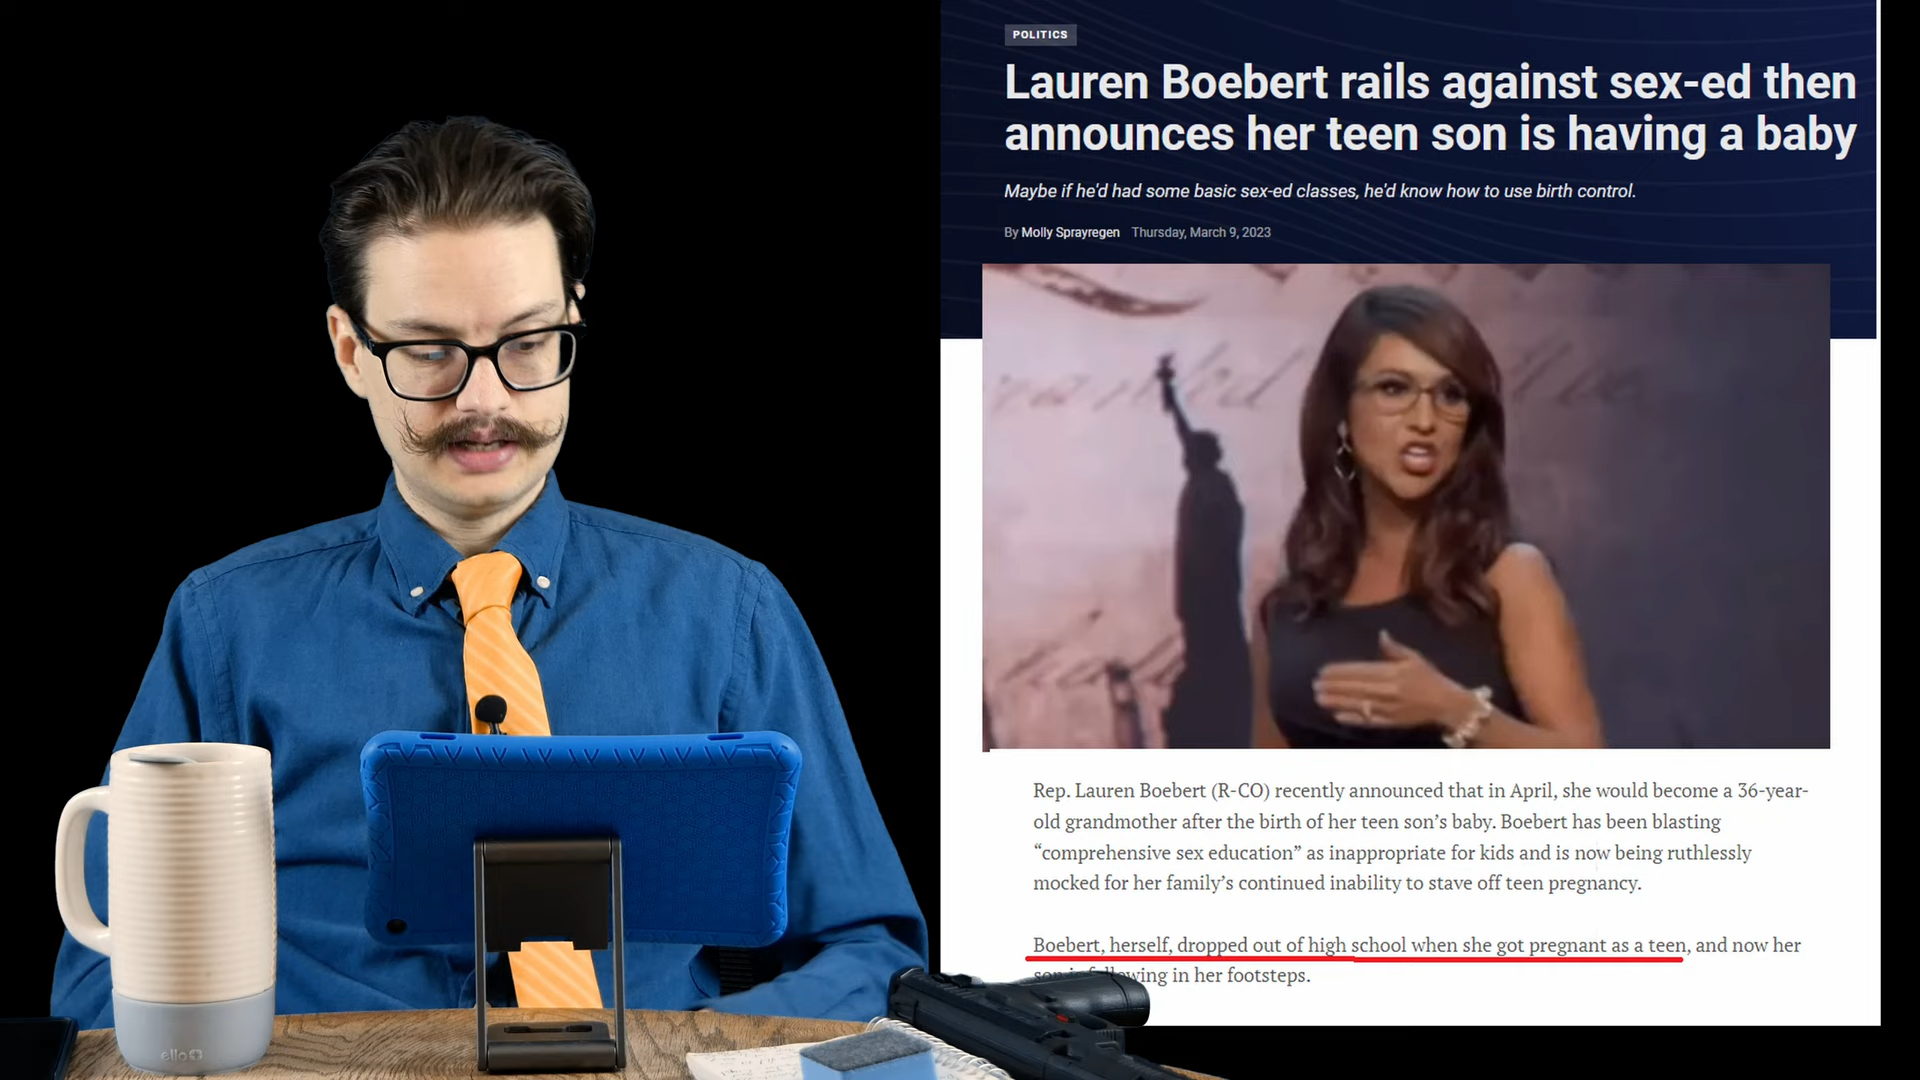 POLITICS
Lauren Boebert rails against sex-ed then
announces her teen son is having a baby
Maybe if he'd had some basic sex-ed classes, he'd know how to use birth control.
By Molly Sprayregen Thursday, March 9, 2023
Rep. Lauren Boebert (R-CO) recently announced that in April, she would become a 36-year-
old grandmother after the birth of her teen son’s baby. Boebert has been blasting
“comprehensive sex education” as inappropriate for kids and is now being ruthlessly
mocked for her family’s continued inability to stave off teen pregnancy.
Boebert, herself, dropped out of high school when she got pregnant as a teen, and now her
son is following in her footsteps.
ello